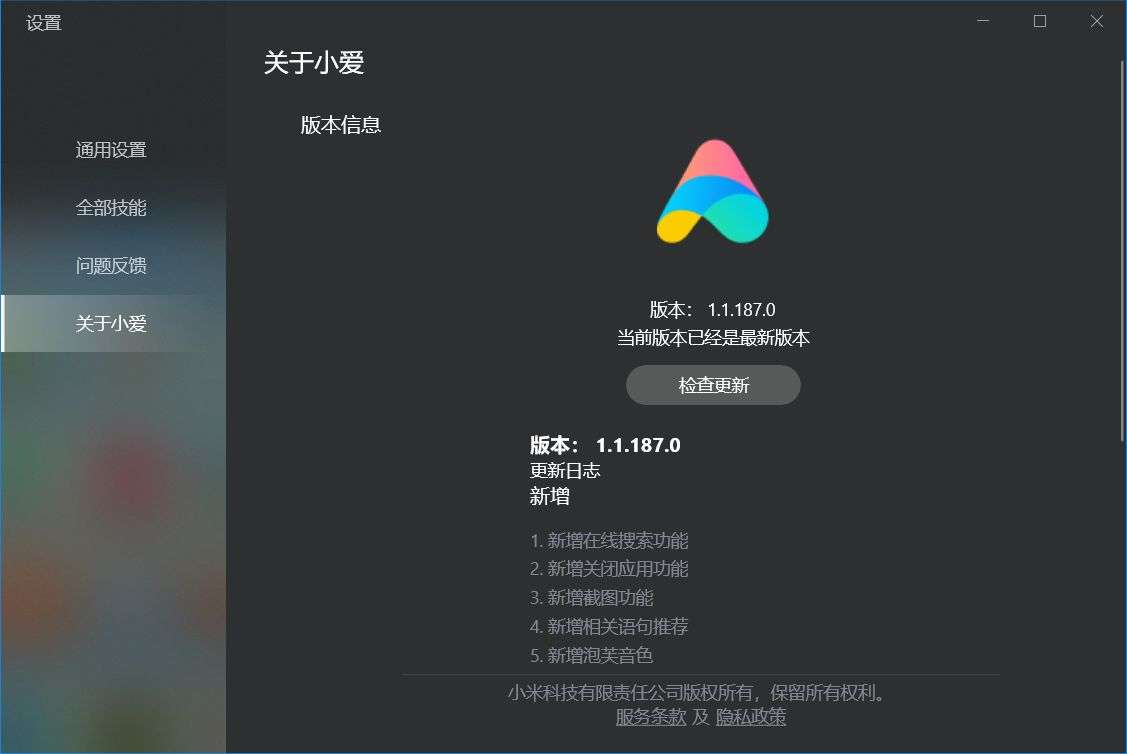 设置
通用设置
全部技能
问题反馈
关于小爱
关于小爱
版本信息
版本： 1.1.187.0
当前版本已经是最新版本
检查更新
版本： 1.1.187.0
更新日志
新增
1. 新增在线搜索功能
2. 新增关闭应用功能
3. 新增截图功能
4. 新增相关语句推荐
5. 新增泡芙音色
小米科技有限责任公司版权所有，保留所有权利。
服务条款 及 隐私政策